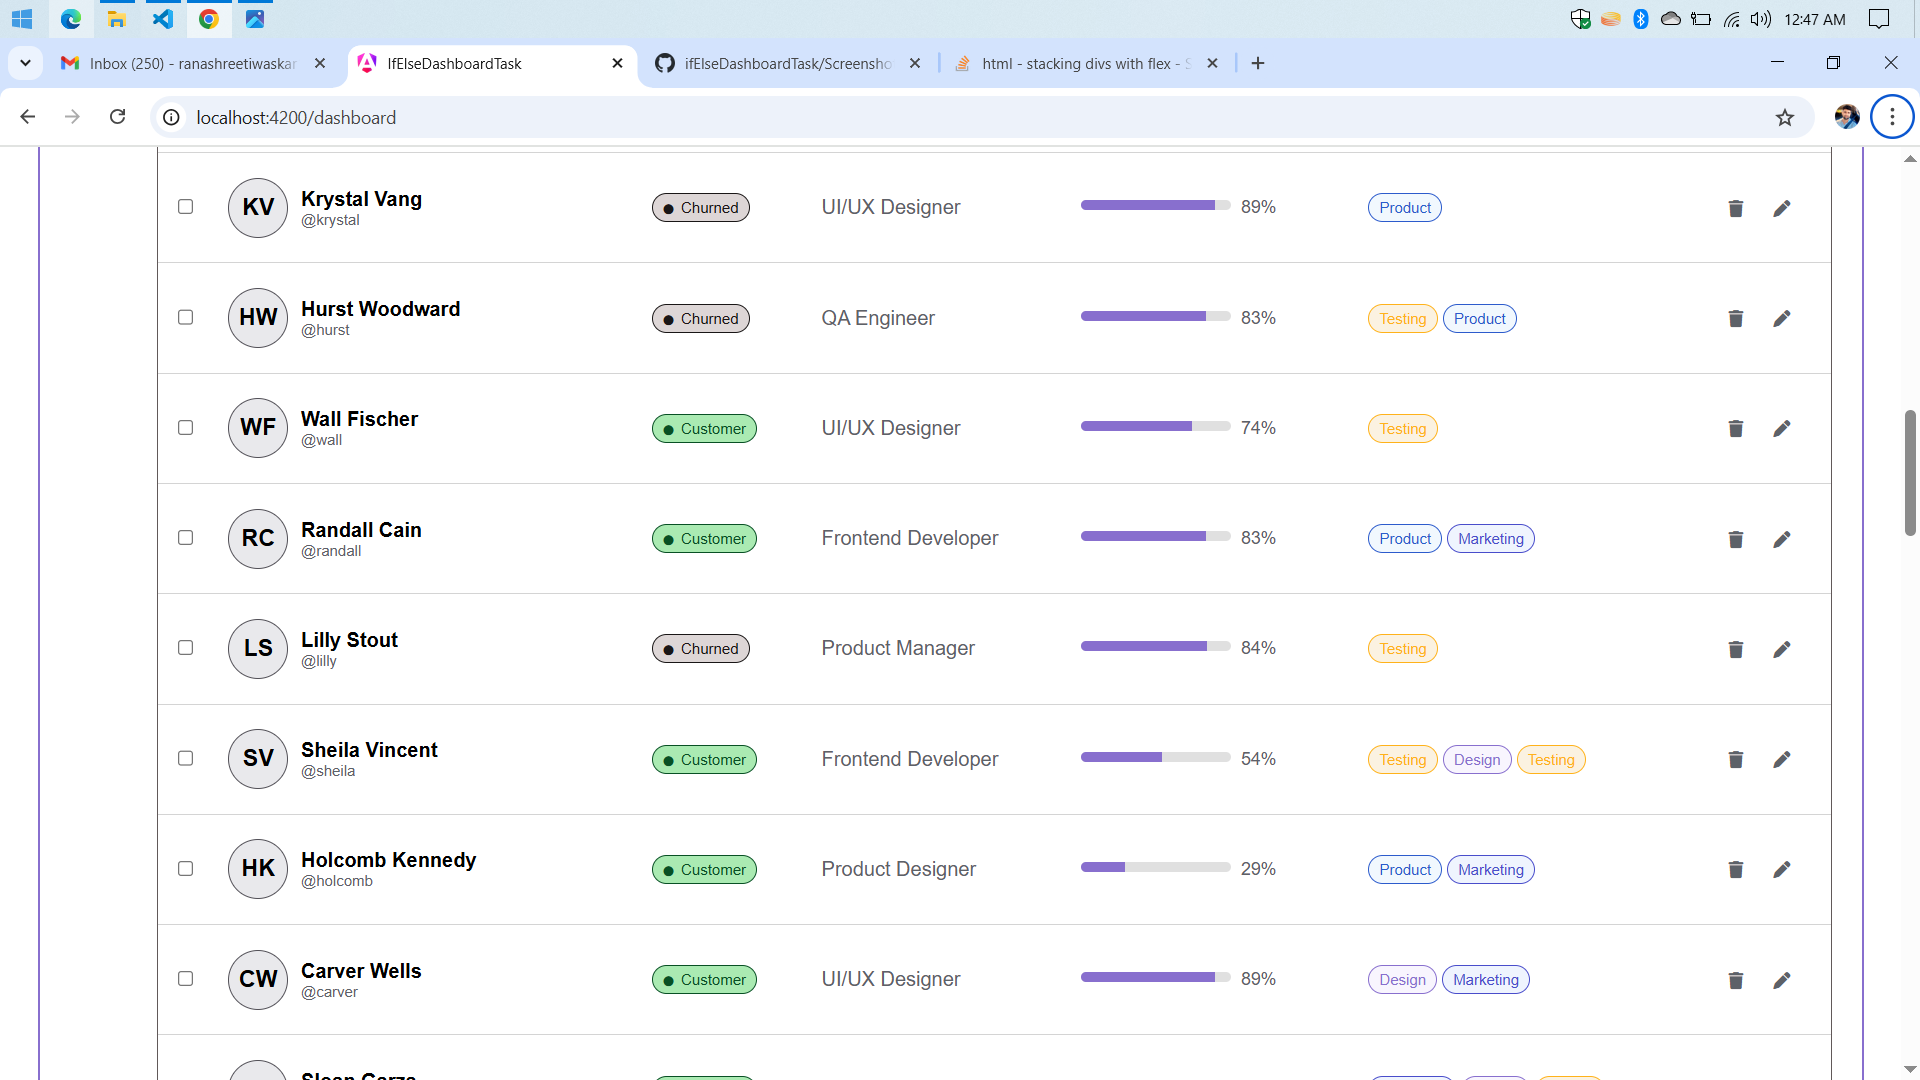 12:47 AM
Inbox (250) - ranashreetiwaskar
IfElseDashboardTask
ifElseDashboardTask/Screensho
html - stacking divs with flex - S
localhost:4200/dashboard
KV Krystal Vang Churned UI/UX Designer 89% Product
@krystal
HW Hurst Woodward Churned QA Engineer 83% Testing Product
@hurst
WF Wall Fischer Customer UI/UX Designer 74% Testing
@wall
RC Randall Cain Customer Frontend Developer 83% Product Marketing
@randall
LS Lilly Stout Churned Product Manager 84% Testing
@lilly
SV Sheila Vincent Customer Frontend Developer 54% Testing Design Testing
@sheila
HK Holcomb Kennedy Customer Product Designer 29% Product Marketing
@holcomb
CW Carver Wells Customer UI/UX Designer 89% Design Marketing
@carver
Sloan Garza